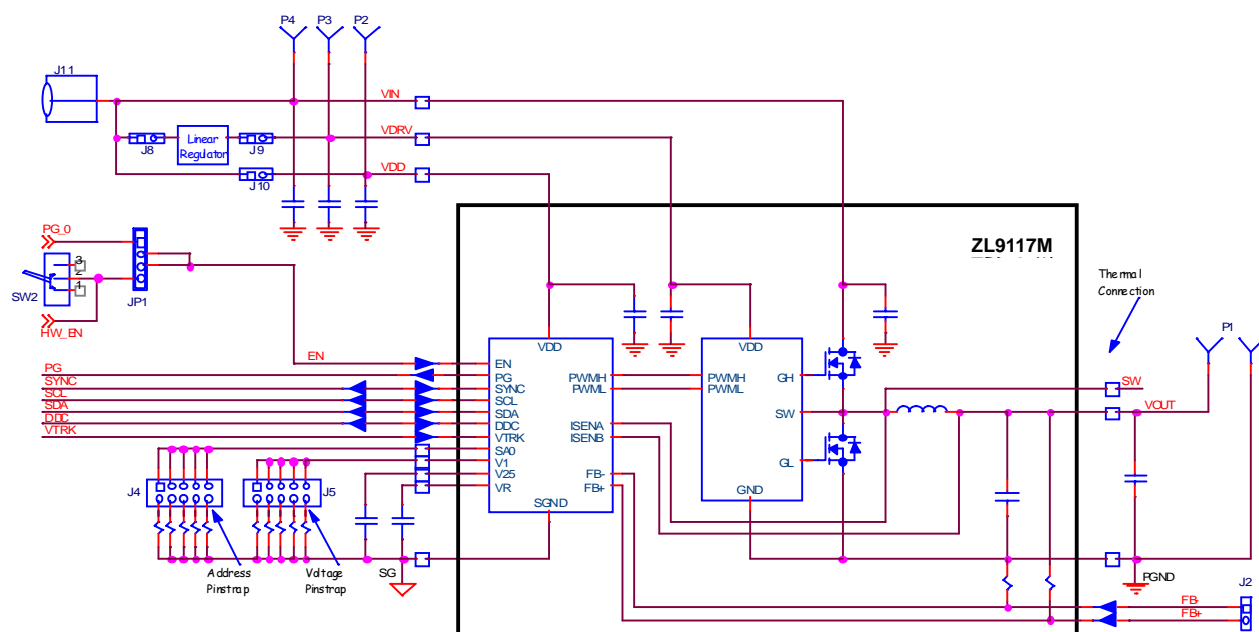 P4 P3 P2
J11
VIN
Linear
Regulator
J8
J9
VDRV
J10
VDD
PG_0
3
2
1
SW2
JP1
HW_EN
ZL9117M
Thermal
Connection
P1
EN
PG
SYNC
SCL
SDA
DDC
VTRK
VDD
EN
PG
SYNC
SCL
SDA
DDC
VTRK
SA0
V1
V25
VR
PWMH
PWML
ISENA
ISENB
FB-
FB+
SGND
VDD
PWMH
PWML
GH
SW
GL
GND
SW
VOUT
J4
J5
Address
Pinstrap
Voltage
Pinstrap
SG
PGND
J2
FB-
FB+